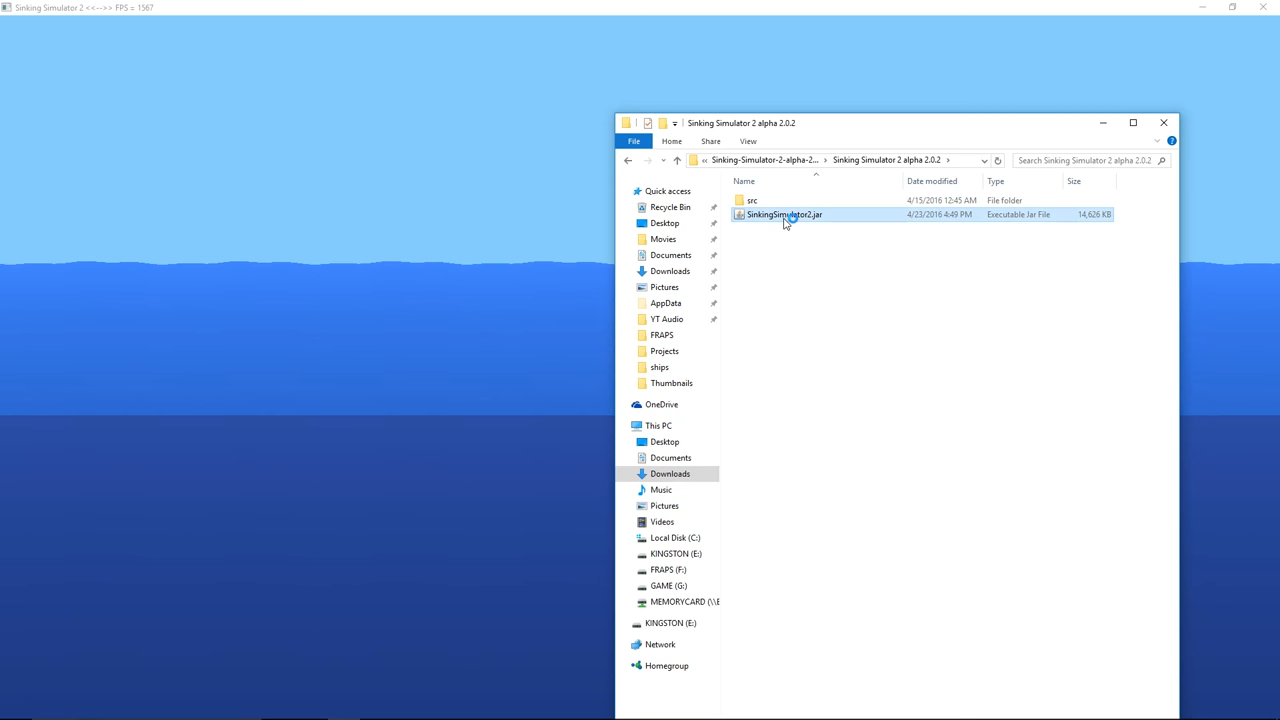 Sinking Simulator 2 <<-->> FPS = 1567
Sinking Simulator 2 alpha 2.0.2
File Home Share View
« Sinking-Simulator-2-alpha-2... › Sinking Simulator 2 alpha 2.0.2 › Search Sinking Simulator 2 alpha 2.0.2
Name Date modified Type Size
src 4/15/2016 12:45 AM File folder
SinkingSimulator2.jar 4/23/2016 4:49 PM Executable Jar File 14,626 KB
Quick access
Recycle Bin
Desktop
Movies
Documents
Downloads
Pictures
AppData
YT Audio
FRAPS
Projects
ships
Thumbnails
OneDrive
This PC
Desktop
Documents
Downloads
Music
Pictures
Videos
Local Disk (C:)
KINGSTON (E:)
FRAPS (F:)
GAME (G:)
MEMORYCARD (\\E
KINGSTON (E:)
Network
Homegroup